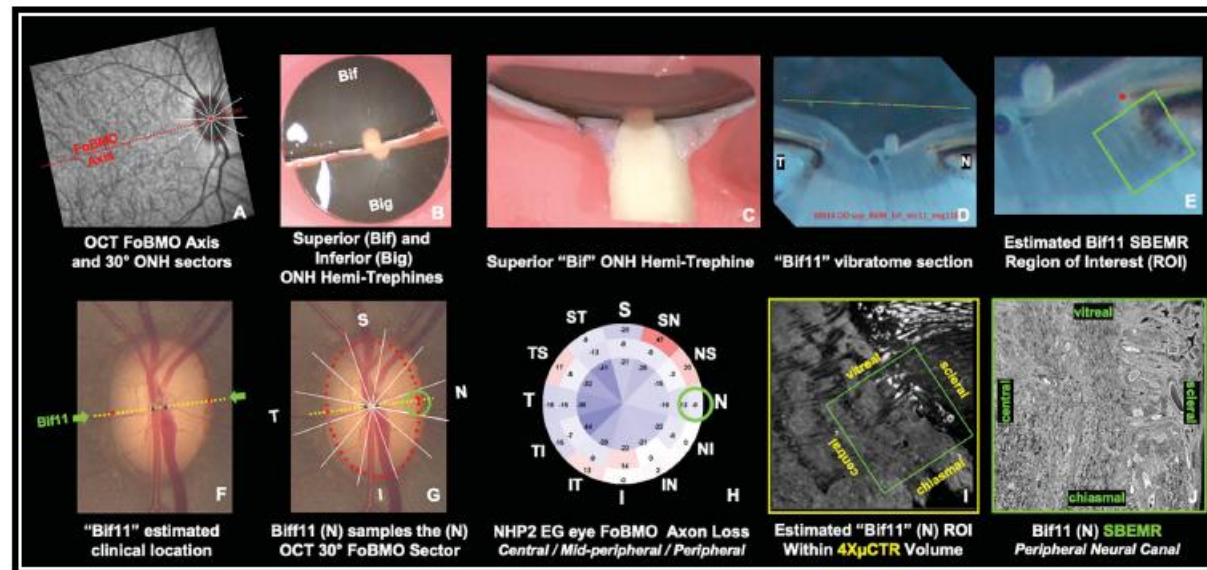 FoBMO
Axis
A
Bif
Big
B
C
T
N
D
E
OCT FoBMO Axis
and 30° ONH sectors
Superior (Bif) and
Inferior (Big)
ONH Hemi-Trephines
Superior “Bif” ONH Hemi-Trephine
“Bif11” vibratome section
Estimated Bif11 SBEMR
Region of Interest (ROI)
Bif11
F
S
T
N
I
G
S
ST
SN
TS
NS
T
N
TI
NI
IT
IN
I
H
vitreal
scleral
central
chiasmal
I
vitreal
central
scleral
chiasmal
J
“Bif11” estimated
clinical location
Biff11 (N) samples the (N)
OCT 30° FoBMO Sector
NHP2 EG eye FoBMO Axon Loss
Central / Mid-peripheral / Peripheral
Estimated “Bif11” (N) ROI
Within 4XµCTR Volume
Bif11 (N) SBEMR
Peripheral Neural Canal